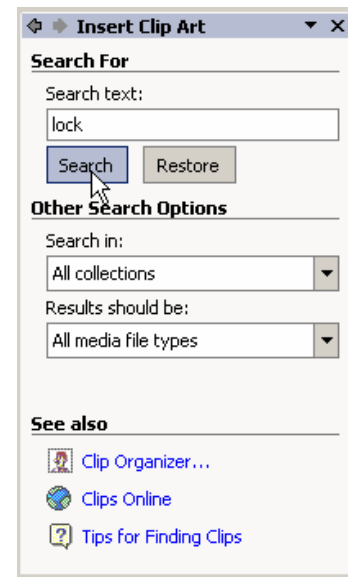 Insert Clip Art
Search For
Search text:
lock
Search Restore
Other Search Options
Search in:
All collections
Results should be:
All media file types
See also
Clip Organizer...
Clips Online
Tips for Finding Clips